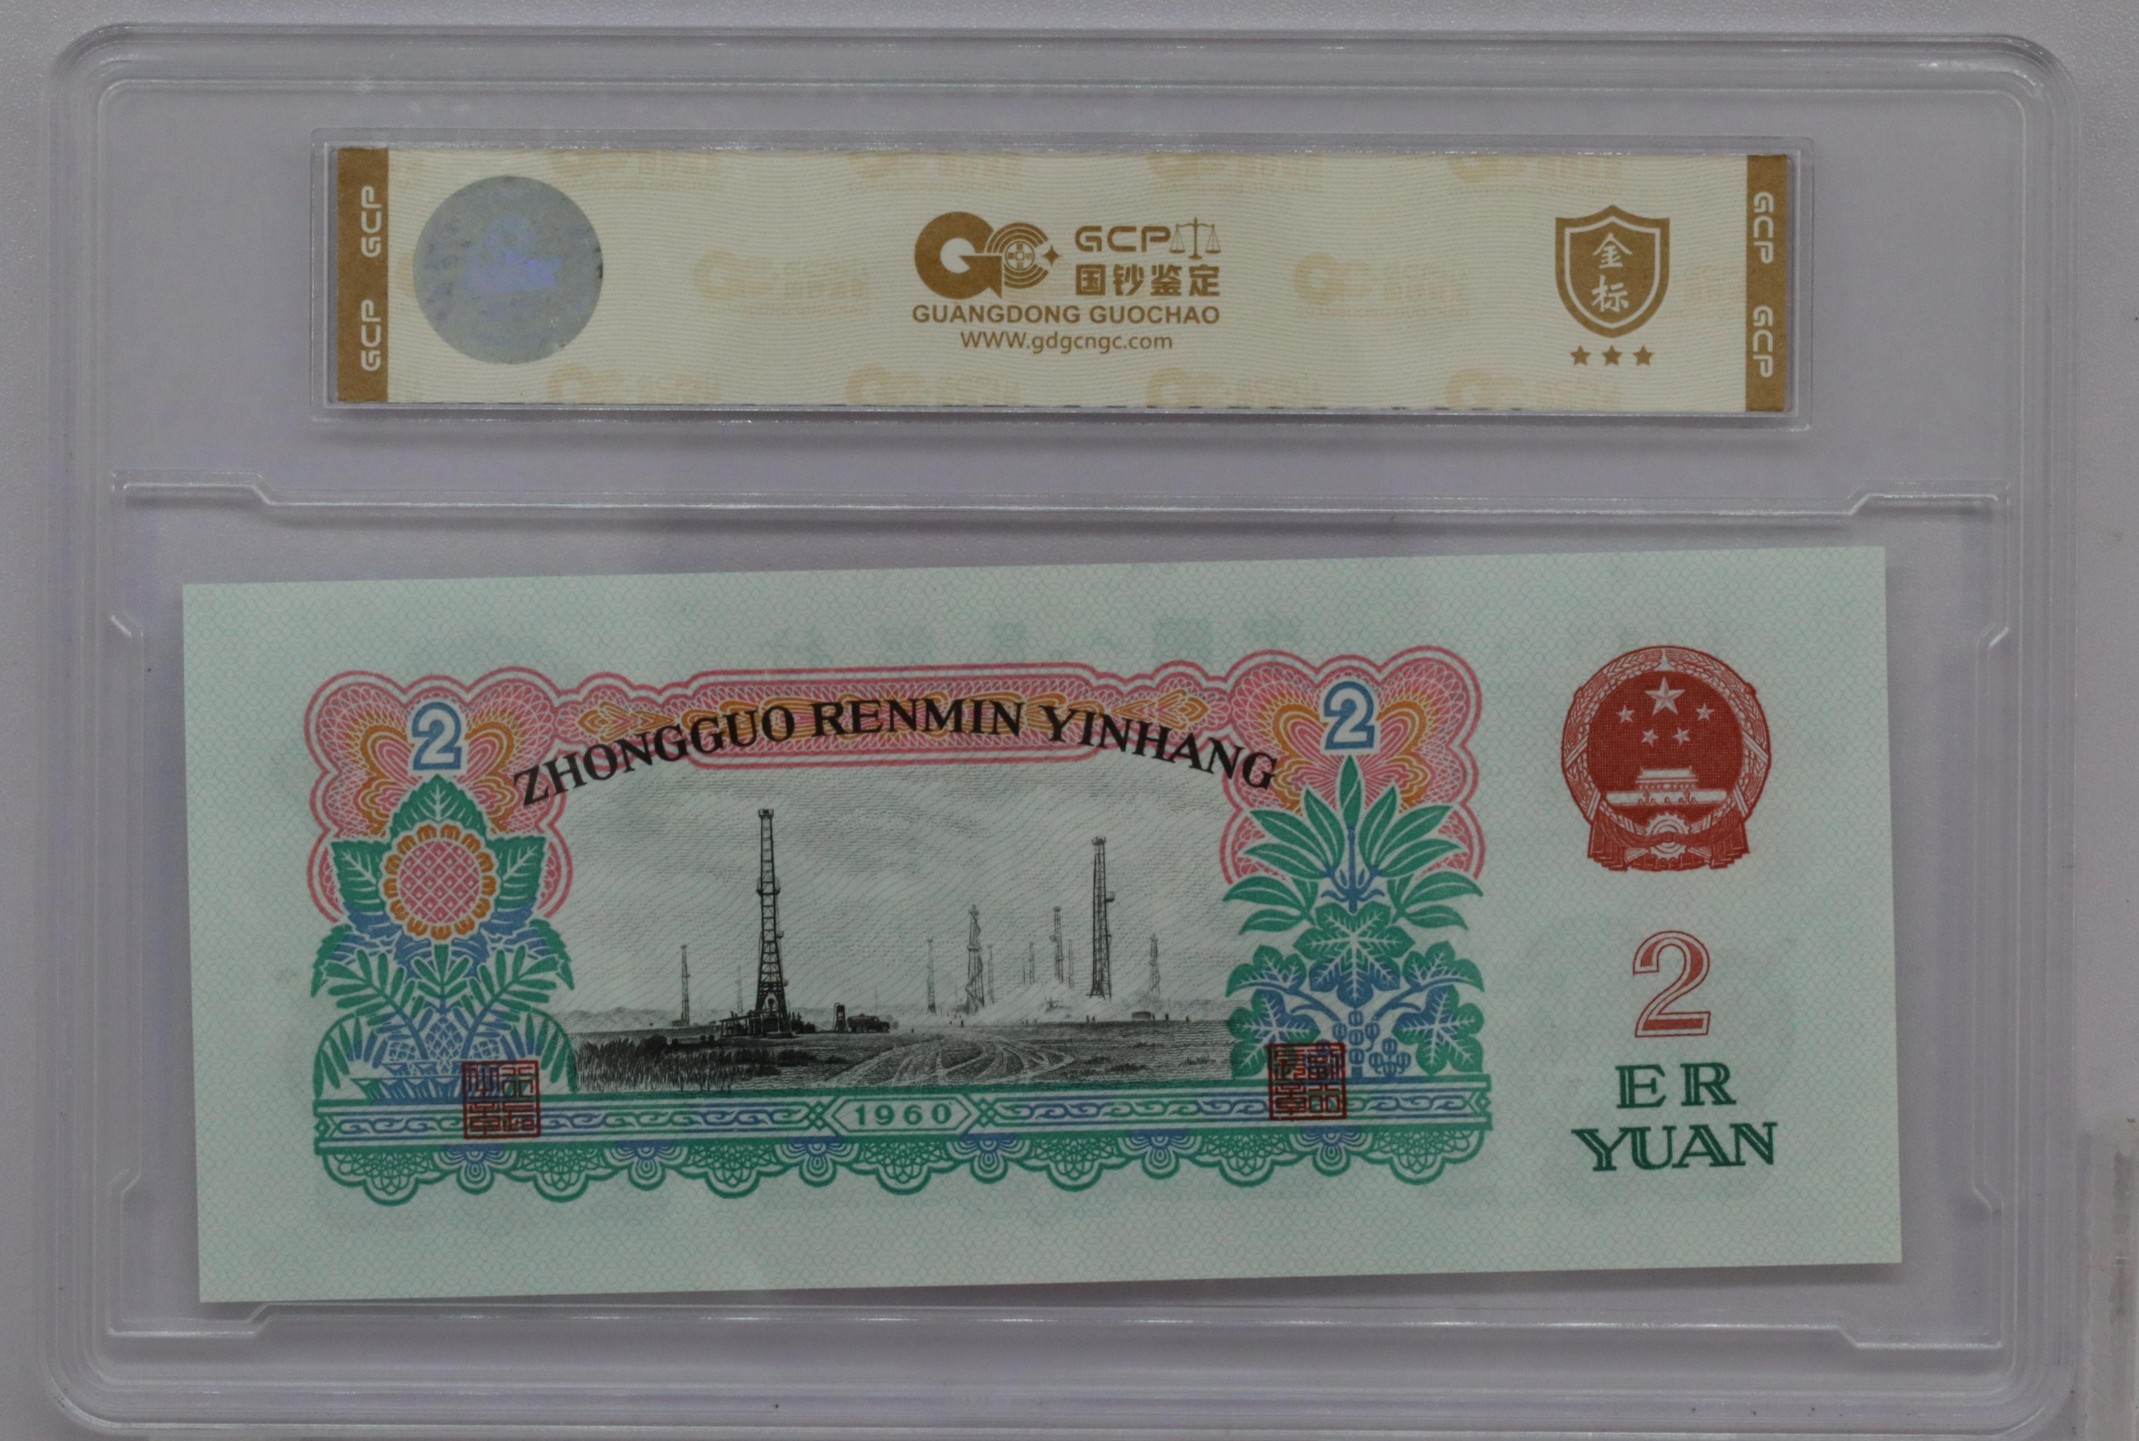 GCP GCP
GCP
国钞鉴定
GUANGDONG GUOCHAO
WWW.gdgcngc.com
金标
GCP GCP
2
ZHONGGUO RENMIN YINHANG
2
1960
2
ER
YUAN